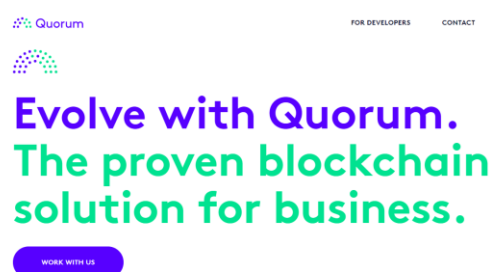 Quorum
FOR DEVELOPERS CONTACT
Evolve with Quorum.
The proven blockchain
solution for business.
WORK WITH US